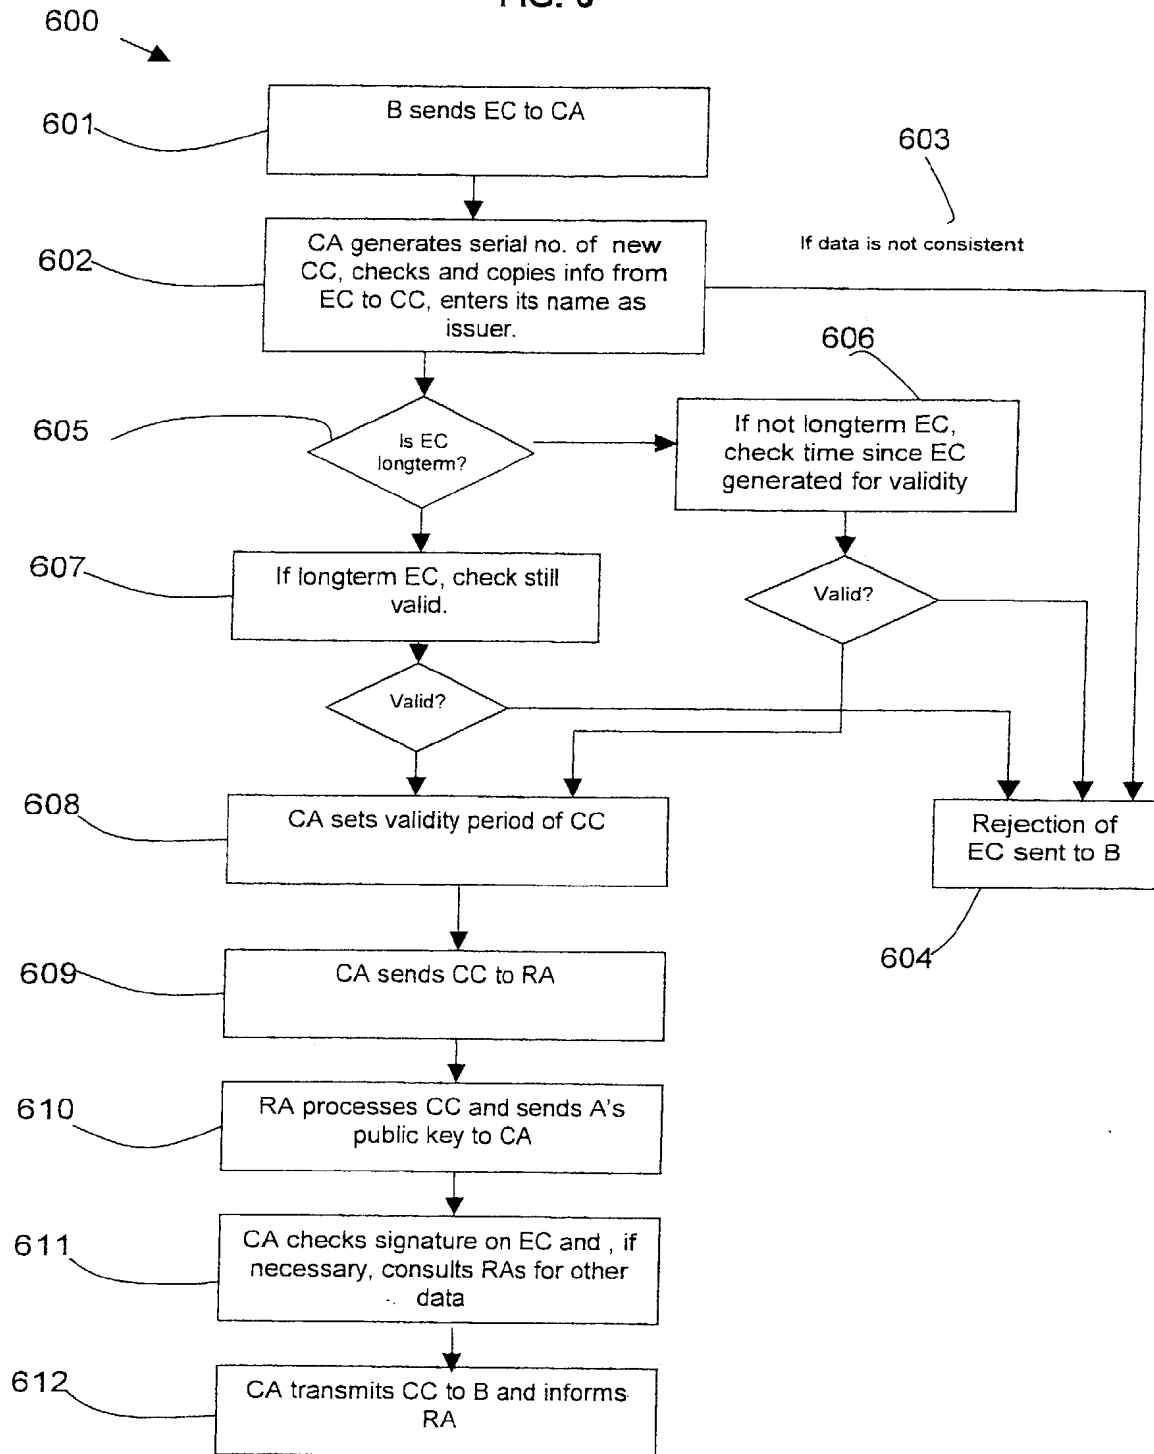 600
601
B sends EC to CA
603
If data is not consistent
602
CA generates serial no. of new
CC, checks and copies info from
EC to CC, enters its name as
issuer.
606
605
Is EC
longterm?
If not longterm EC,
check time since EC
generated for validity
607
If longterm EC, check still
valid.
Valid?
Valid?
608
CA sets validity period of CC
Rejection of
EC sent to B
604
609
CA sends CC to RA
610
RA processes CC and sends A's
public key to CA
611
CA checks signature on EC and , if
necessary, consults RAs for other
data
612
CA transmits CC to B and informs
RA